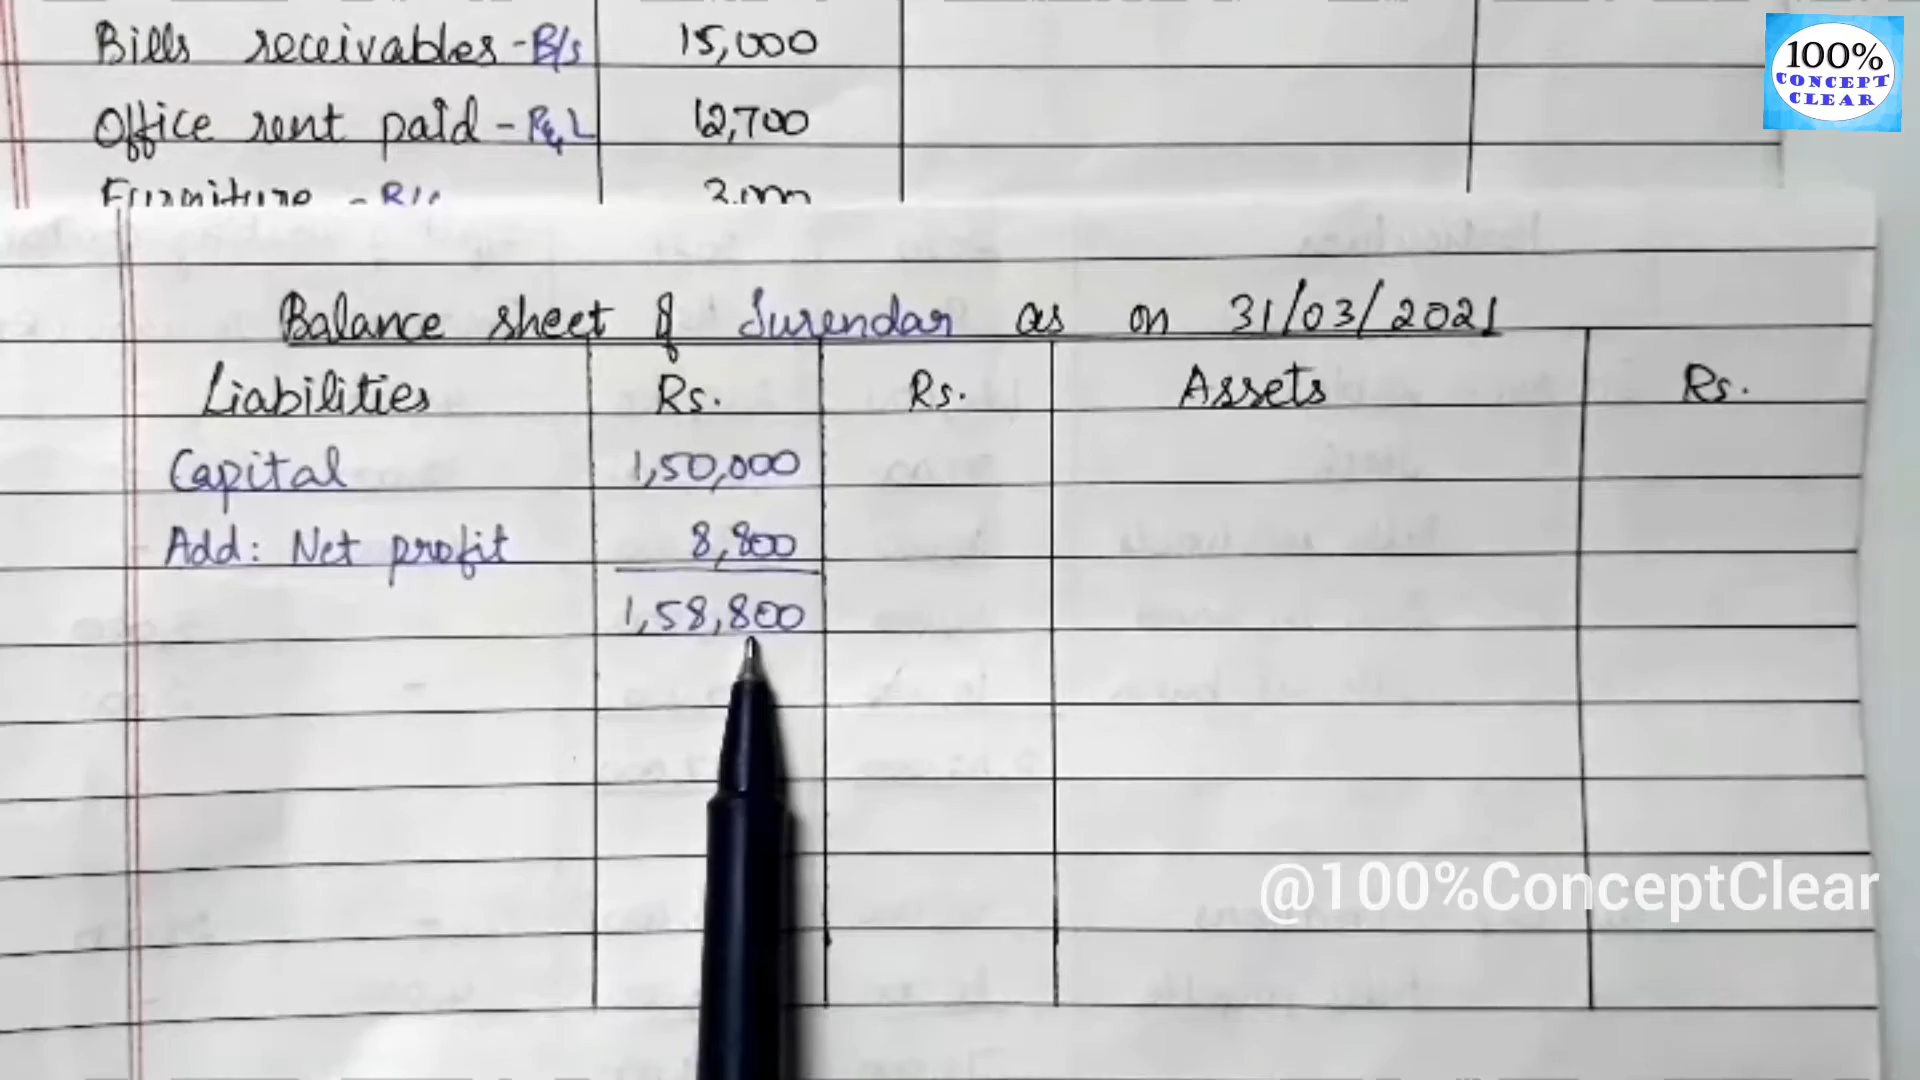 Bills receivables - B/s 15,000
Office rent paid - P&L 12,700
Furniture - B/s
Balance sheet of Surendar as on 31/03/2021
Liabilities Rs. Rs. Assets Rs.
Capital 1,50,000
Add: Net profit 8,800
1,58,800
100%
CONCEPT
CLEAR
@100%ConceptClear